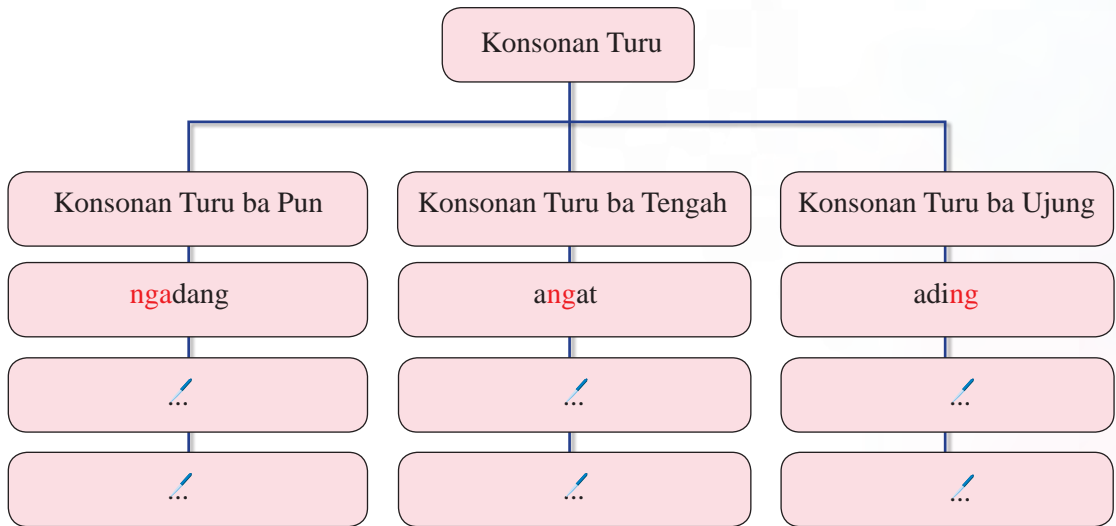 Konsonan Turu
Konsonan Turu ba Pun
Konsonan Turu ba Tengah
Konsonan Turu ba Ujung
ngadang
angat
ading
...
...
...
...
...
...